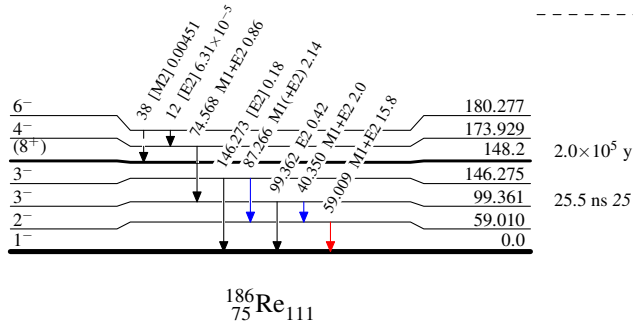 38 [M2] 0.00451
12 [E2] 6.31×10⁻⁵
74.568 M1+E2 0.86
146.273 [E2] 0.18
87.266 M1(+E2) 2.14
99.362 E2 0.42
40.350 M1+E2 2.0
59.009 M1+E2 15.8
6⁻ 180.277
4⁻ 173.929
(8⁺) 148.2 2.0×10⁵ y
3⁻ 146.275
3⁻ 99.361 25.5 ns 25
2⁻ 59.010
1⁻ 0.0
¹⁸⁶₇₅Re₁₁₁